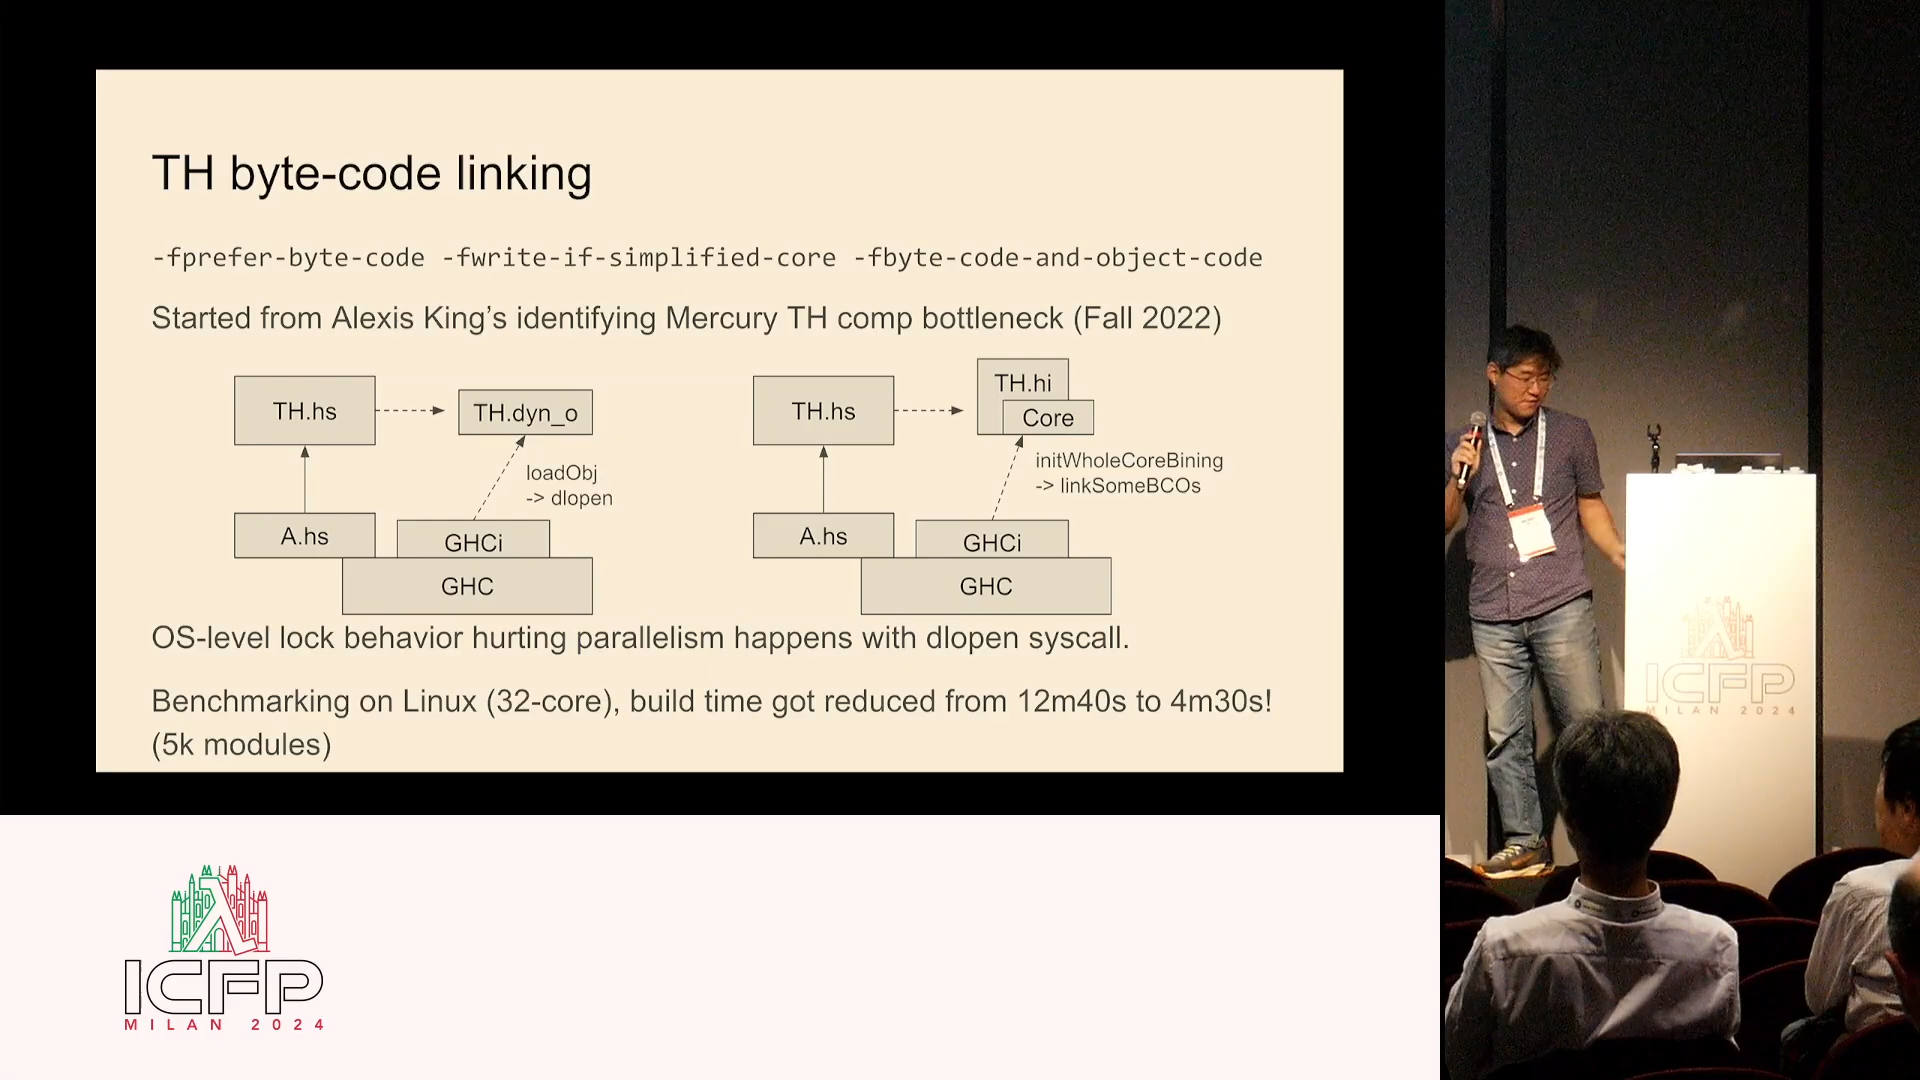 TH byte-code linking
-fprefer-byte-code -fwrite-if-simplified-core -fbyte-code-and-object-code
Started from Alexis King’s identifying Mercury TH comp bottleneck (Fall 2022)
TH.hs
TH.dyn_o
loadObj
-> dlopen
A.hs
GHCi
GHC
TH.hs
TH.hi
Core
initWholeCoreBining
-> linkSomeBCOs
A.hs
GHCi
GHC
OS-level lock behavior hurting parallelism happens with dlopen syscall.
Benchmarking on Linux (32-core), build time got reduced from 12m40s to 4m30s!
(5k modules)
ICFP
MILAN 2024
ICFP
MILAN 2024